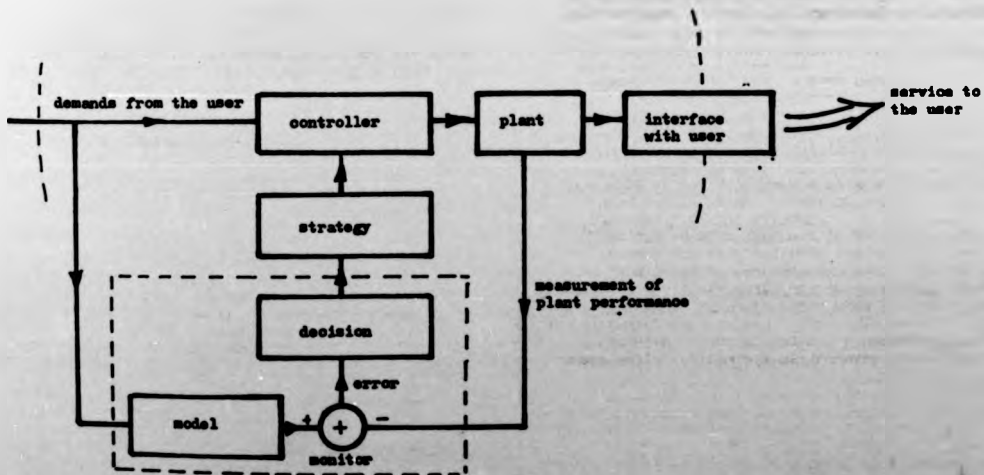 demands from the user
controller
plant
interface
with user
service to
the user
strategy
measurement of
plant performance
decision
error
model
+
+
−
monitor